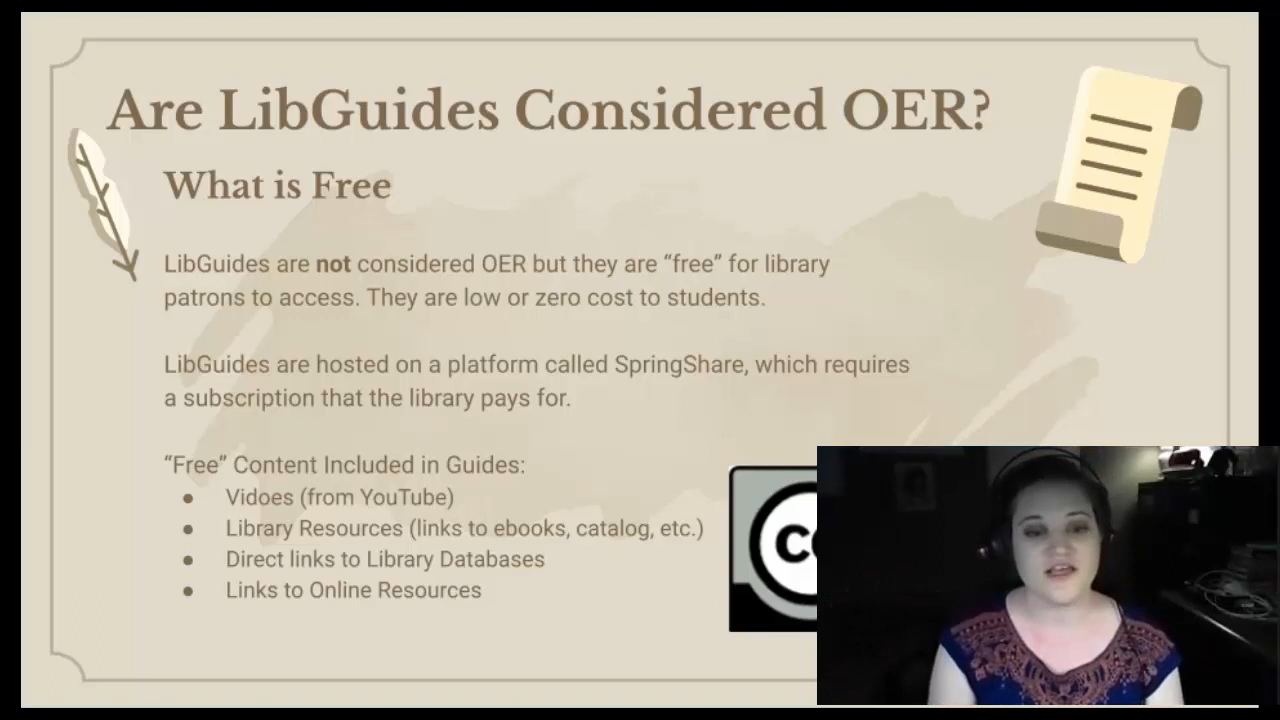 Are LibGuides Considered OER?
What is Free
LibGuides are not considered OER but they are “free” for library
patrons to access. They are low or zero cost to students.
LibGuides are hosted on a platform called SpringShare, which requires
a subscription that the library pays for.
“Free” Content Included in Guides:
● Vidoes (from YouTube)
● Library Resources (links to ebooks, catalog, etc.)
● Direct links to Library Databases
● Links to Online Resources